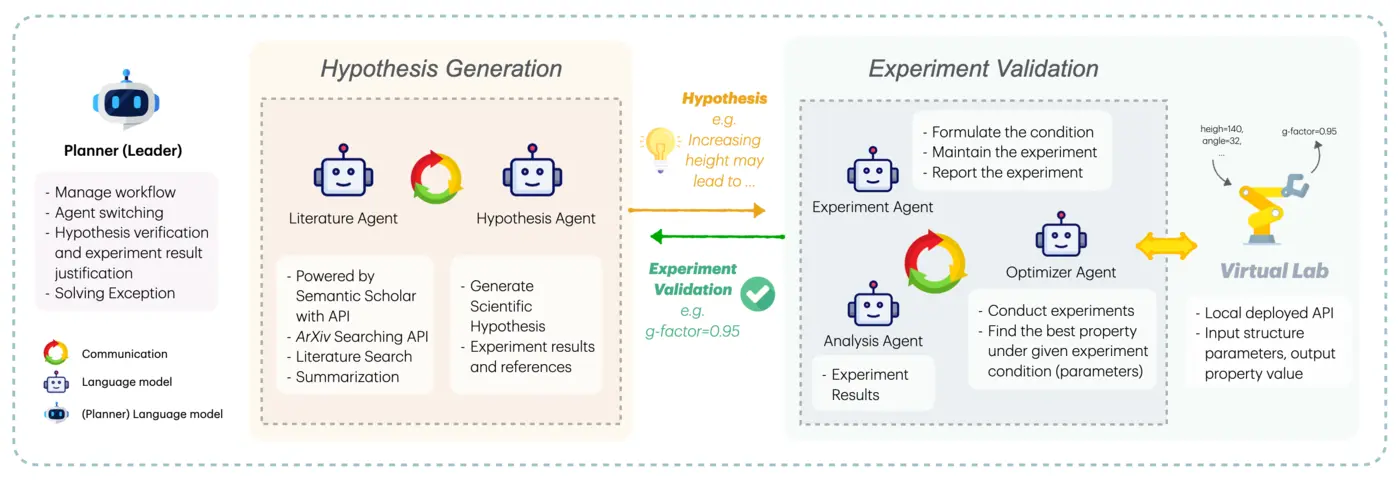 Planner (Leader)
- Manage workflow
- Agent switching
- Hypothesis verification
and experiment result
justification
- Solving Exception
Communication
Language model
(Planner) Language model
Hypothesis Generation
Literature Agent
Hypothesis Agent
- Powered by
Semantic Scholar
with API
- ArXiv Searching API
- Literature Search
- Summarization
- Generate
Scientific
Hypothesis
- Experiment results
and references
Hypothesis
e.g.
Increasing
height may
lead to ...
Experiment
Validation
e.g.
g-factor=0.95
Experiment Validation
- Formulate the condition
- Maintain the experiment
- Report the experiment
Experiment Agent
Optimizer Agent
Analysis Agent
- Conduct experiments
- Find the best property
under given experiment
condition (parameters)
- Experiment
Results
heigh=140,
angle=32,
...
g-factor=0.95
Virtual Lab
- Local deployed API
- Input structure
parameters, output
property value